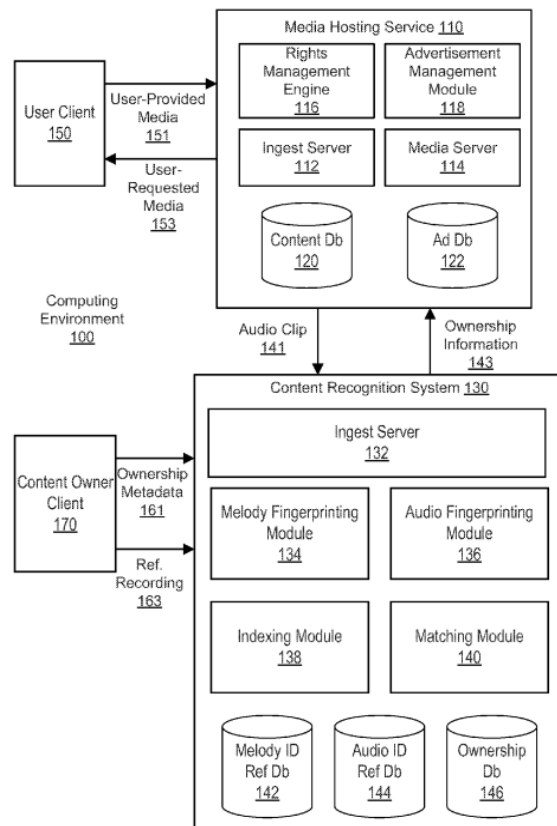 Media Hosting Service 110
Rights
Management
Engine
116
Advertisement
Management
Module
118
User Client
150
User-Provided
Media
151
User-
Requested
Media
153
Ingest Server
112
Media Server
114
Content Db
120
Ad Db
122
Computing
Environment
100
Audio Clip
141
Ownership
Information
143
Content Recognition System 130
Ingest Server
132
Content Owner
Client
170
Ownership
Metadata
161
Ref.
Recording
163
Melody Fingerprinting
Module
134
Audio Fingerprinting
Module
136
Indexing Module
138
Matching Module
140
Melody ID
Ref Db
142
Audio ID
Ref Db
144
Ownership
Db
146